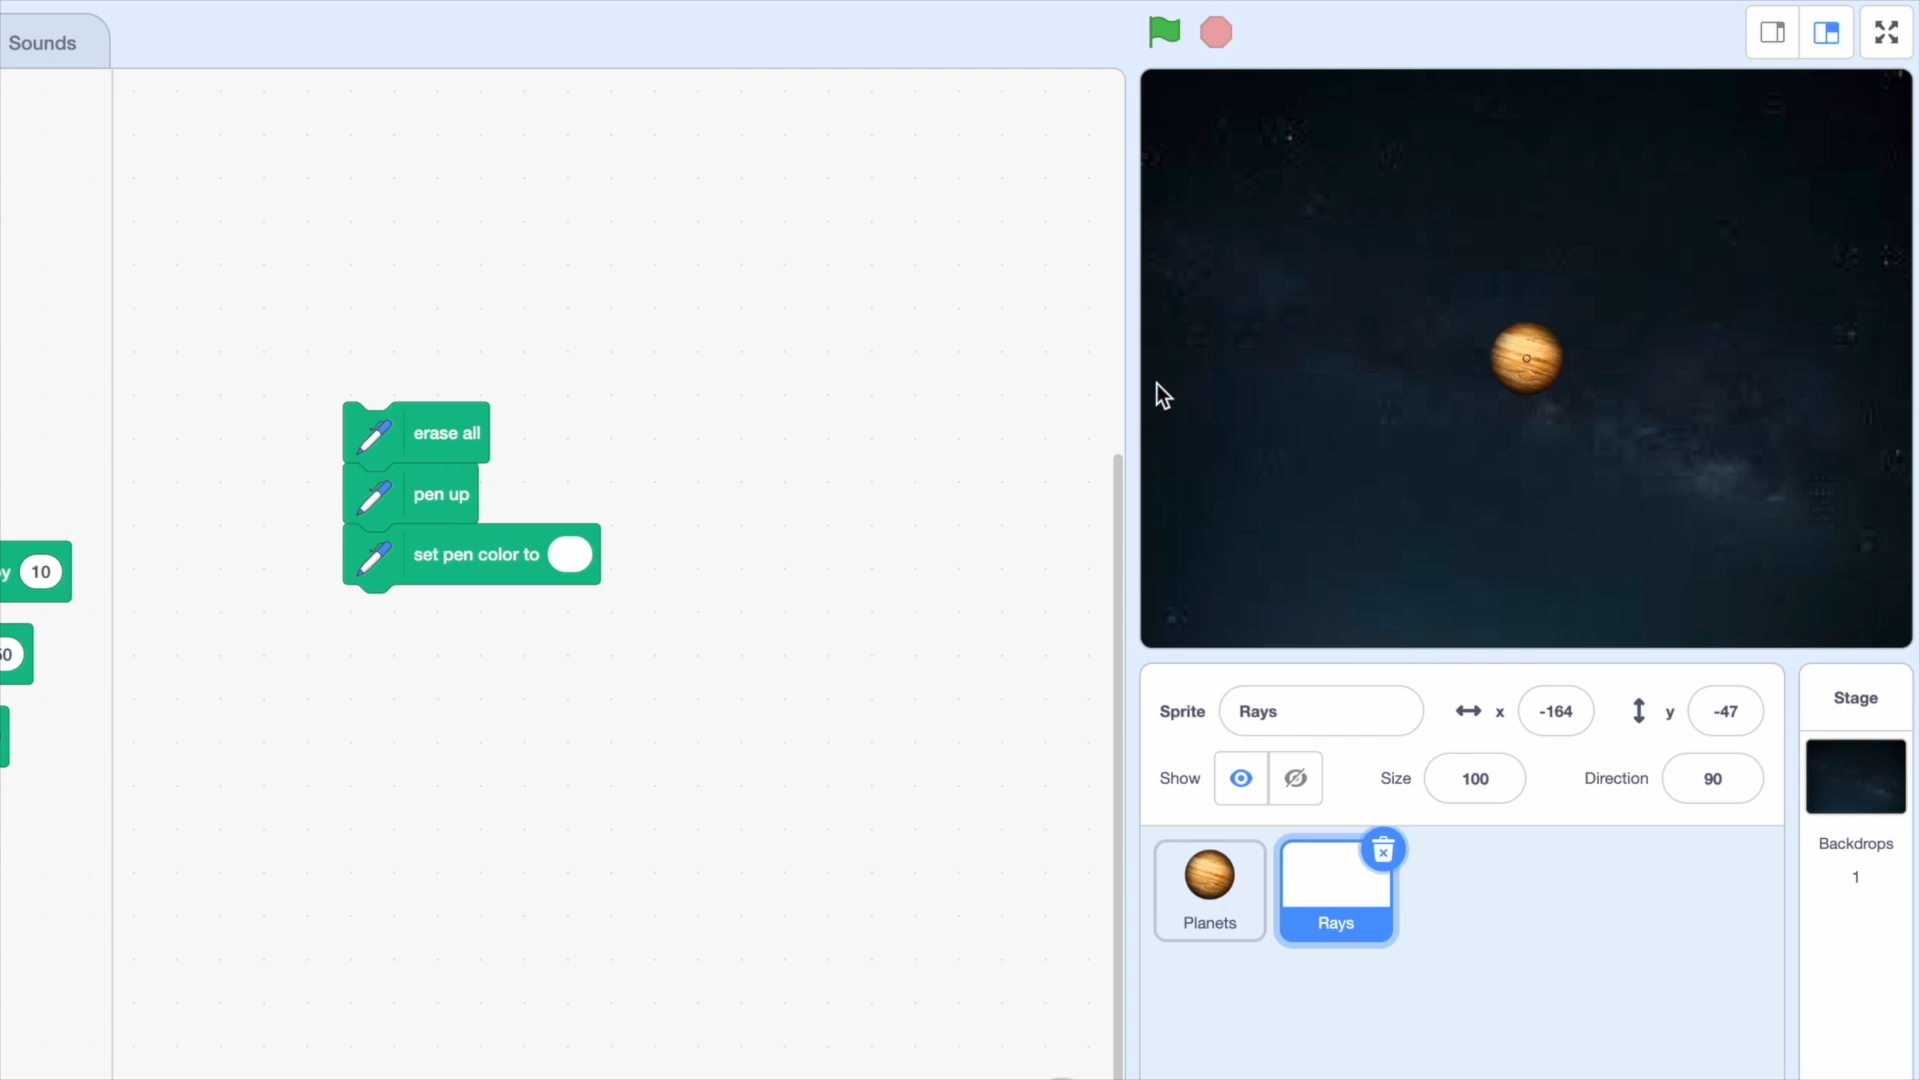 Sounds
erase all
pen up
set pen color to
y 10
60
Sprite Rays x -164 y -47
Show Size 100 Direction 90
Planets
Rays
Stage
Backdrops
1